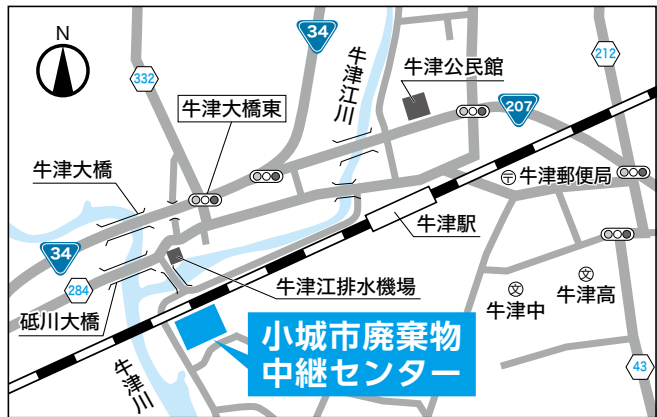 N
34
332
212
牛津江川
牛津公民館
207
牛津大橋東
牛津大橋
〒牛津郵便局
牛津駅
34
284
牛津江排水機場
文
文
牛津中
牛津高
砥川大橋
小城市廃棄物
中継センター
牛津川
43